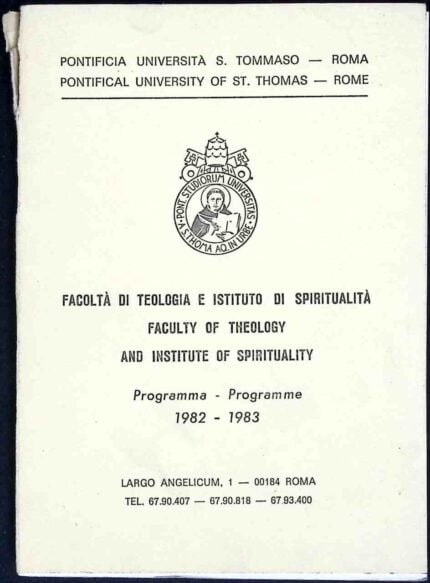 PONTIFICIA UNIVERSITÀ S. TOMMASO — ROMA
PONTIFICAL UNIVERSITY OF ST. THOMAS — ROME
PONT. STUDIORUM UNIVERSITAS
A S. THOMA AQ. IN URBE
FACOLTÀ DI TEOLOGIA E ISTITUTO DI SPIRITUALITÀ
FACULTY OF THEOLOGY
AND INSTITUTE OF SPIRITUALITY
Programma - Programme
1982 - 1983
LARGO ANGELICUM, 1 — 00184 ROMA
TEL. 67.90.407 — 67.90.818 — 67.93.400